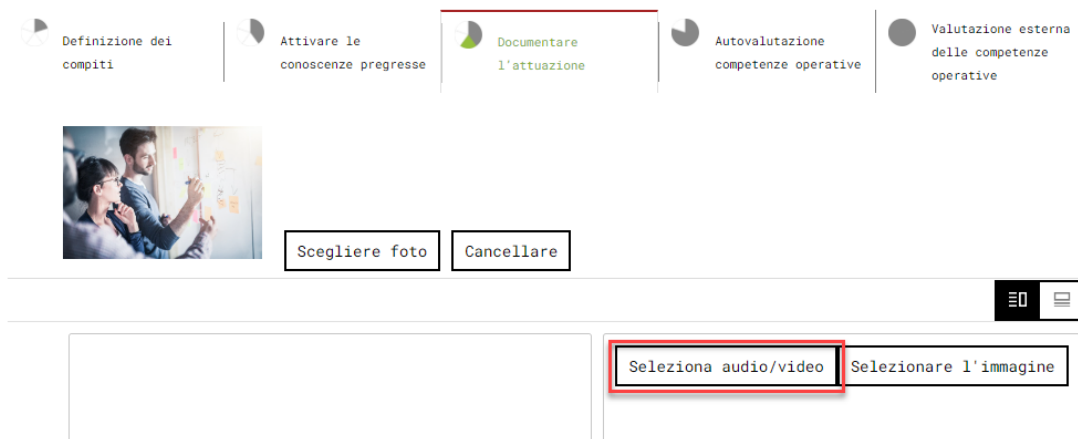 Definizione dei
compiti
Attivare le
conoscenze pregresse
Documentare
l'attuazione
Autovalutazione
competenze operative
Valutazione esterna
delle competenze
operative
Scegliere foto
Cancellare
Seleziona audio/video
Selezionare l'immagine